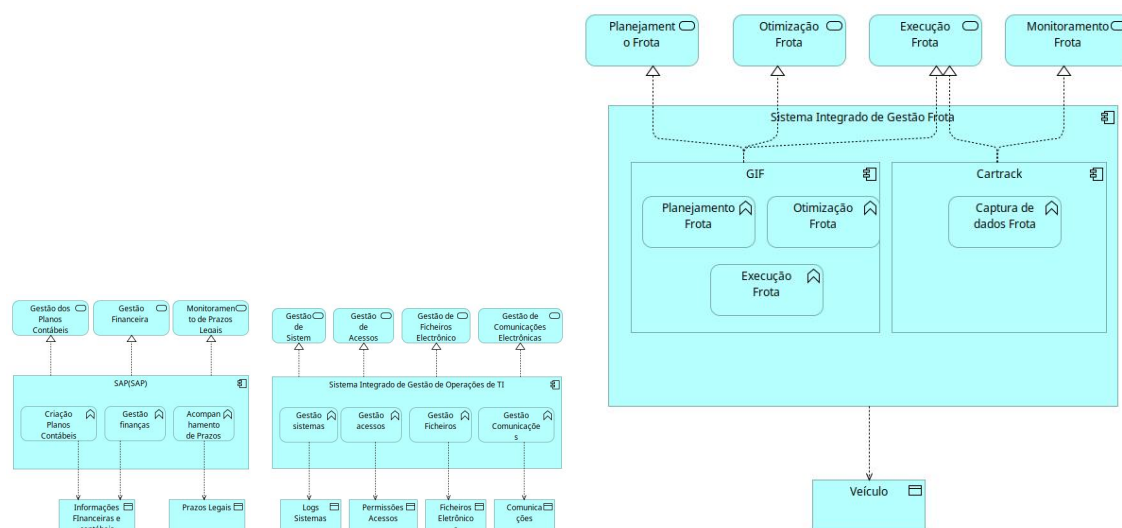 Planejament
o Frota
Otimização
Frota
Execução
Frota
Monitoramento
Frota
Sistema Integrado de Gestão Frota
GIF
Cartrack
Planejamento
Frota
Otimização
Frota
Captura de
dados Frota
Execução
Frota
Veículo
Gestão dos
Planos
Contábeis
Gestão
Financeira
Monitoramen
to de Prazos
Legais
SAP(SAP)
Criação
Planos
Contábeis
Gestão
finanças
Acompan
hamento
de Prazos
Informações
FInanceiras e
contábeis
Prazos Legais
Gestão
de
Sistem
Gestão
de
Acessos
Gestão de
Ficheiros
Electrônico
Gestão de
Comunicações
Electrônicas
Sistema Integrado de Gestão de Operações de TI
Gestão
sistemas
Gestão
acessos
Gestão
Ficheiros
Gestão
Comunicaçõe
s
Logs
Sistemas
Permissões
Acessos
Ficheiros
Eletrônico
s
Comunica
ções